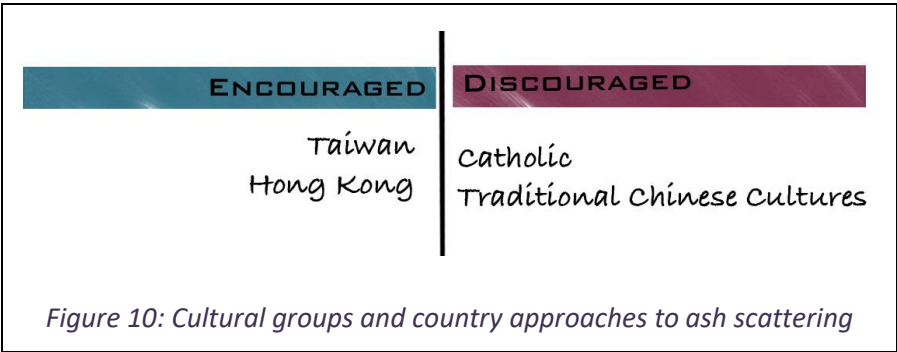 ENCOURAGED
Taiwan
Hong Kong
DISCOURAGED
Catholic
Traditional Chinese Cultures
Figure 10: Cultural groups and country approaches to ash scattering